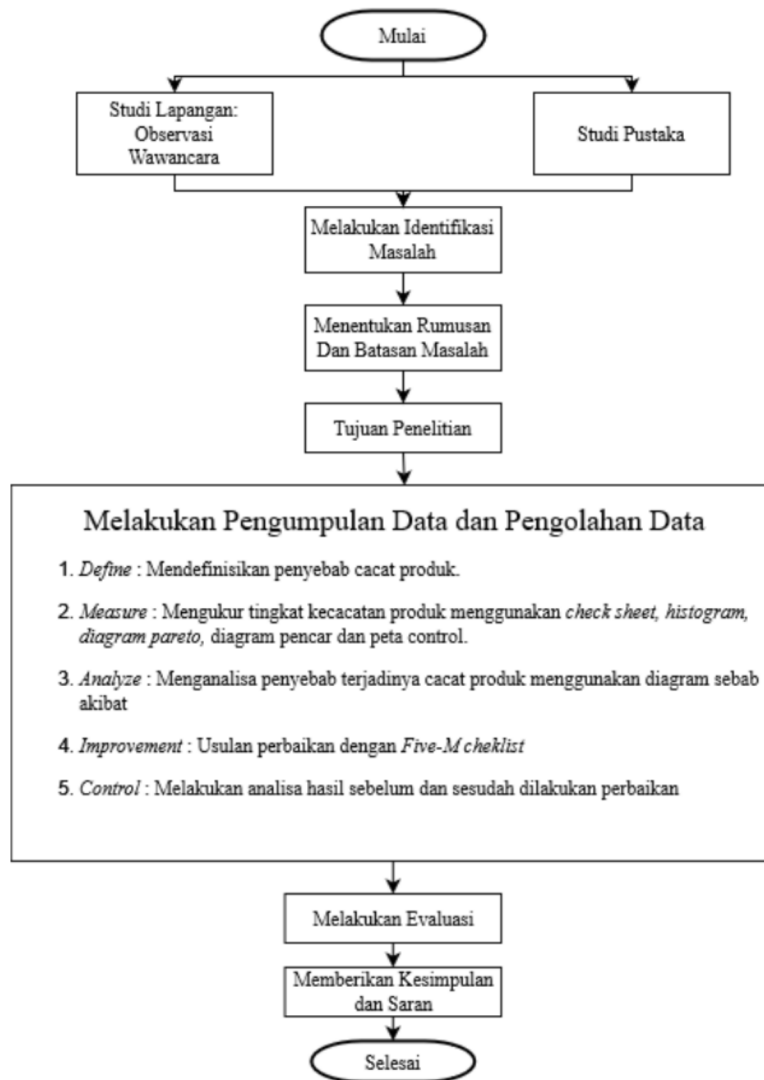 Mulai
Studi Lapangan:
Observasi
Wawancara
Studi Pustaka
Melakukan Identifikasi
Masalah
Menentukan Rumusan
Dan Batasan Masalah
Tujuan Penelitian
Melakukan Pengumpulan Data dan Pengolahan Data
1. Define : Mendefinisikan penyebab cacat produk.
2. Measure : Mengukur tingkat kecacatan produk menggunakan check sheet, histogram,
diagram pareto, diagram pencar dan peta control.
3. Analyze : Menganalisa penyebab terjadinya cacat produk menggunakan diagram sebab
akibat
4. Improvement : Usulan perbaikan dengan Five-M cheklist
5. Control : Melakukan analisa hasil sebelum dan sesudah dilakukan perbaikan
Melakukan Evaluasi
Memberikan Kesimpulan
dan Saran
Selesai